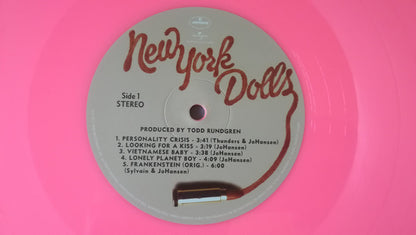 New York
Dolls
Side 1
STEREO
PRODUCED BY TODD RUNDGREN
1. PERSONALITY CRISIS - 3:41 (Thunders & JoHansen)
2. LOOKING FOR A KISS - 3:19 (JoHansen)
3. VIETNAMESE BABY - 3:38 (JoHansen)
4. LONELY PLANET BOY - 4:09 (JoHansen)
5. FRANKENSTEIN (ORIG.) - 6:00
(Sylvain & JoHansen)